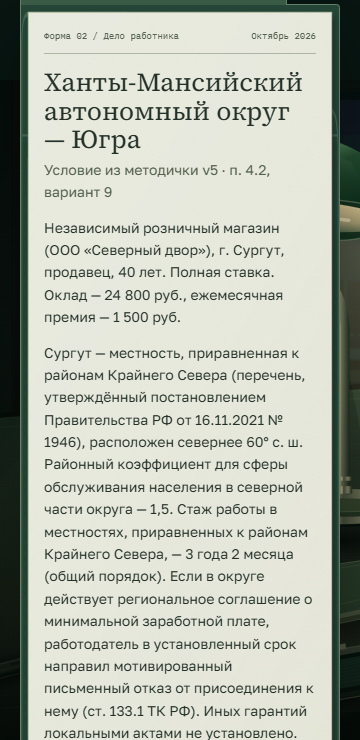 Форма 02 / Дело работника
Октябрь 2026
Ханты-Мансийский
автономный округ
— Югра
Условие из методички v5 · п. 4.2,
вариант 9
Независимый розничный магазин
(ООО «Северный двор»), г. Сургут,
продавец, 40 лет. Полная ставка.
Оклад — 24 800 руб., ежемесячная
премия — 1 500 руб.
Сургут — местность, приравненная к
районам Крайнего Севера (перечень,
утверждённый постановлением
Правительства РФ от 16.11.2021 №
1946), расположен севернее 60° с. ш.
Районный коэффициент для сферы
обслуживания населения в северной
части округа — 1,5. Стаж работы в
местностях, приравненных к районам
Крайнего Севера, — 3 года 2 месяца
(общий порядок). Если в округе
действует региональное соглашение о
минимальной заработной плате,
работодатель в установленный срок
направил мотивированный
письменный отказ от присоединения к
нему (ст. 133.1 ТК РФ). Иных гарантий
локальными актами не установлено.